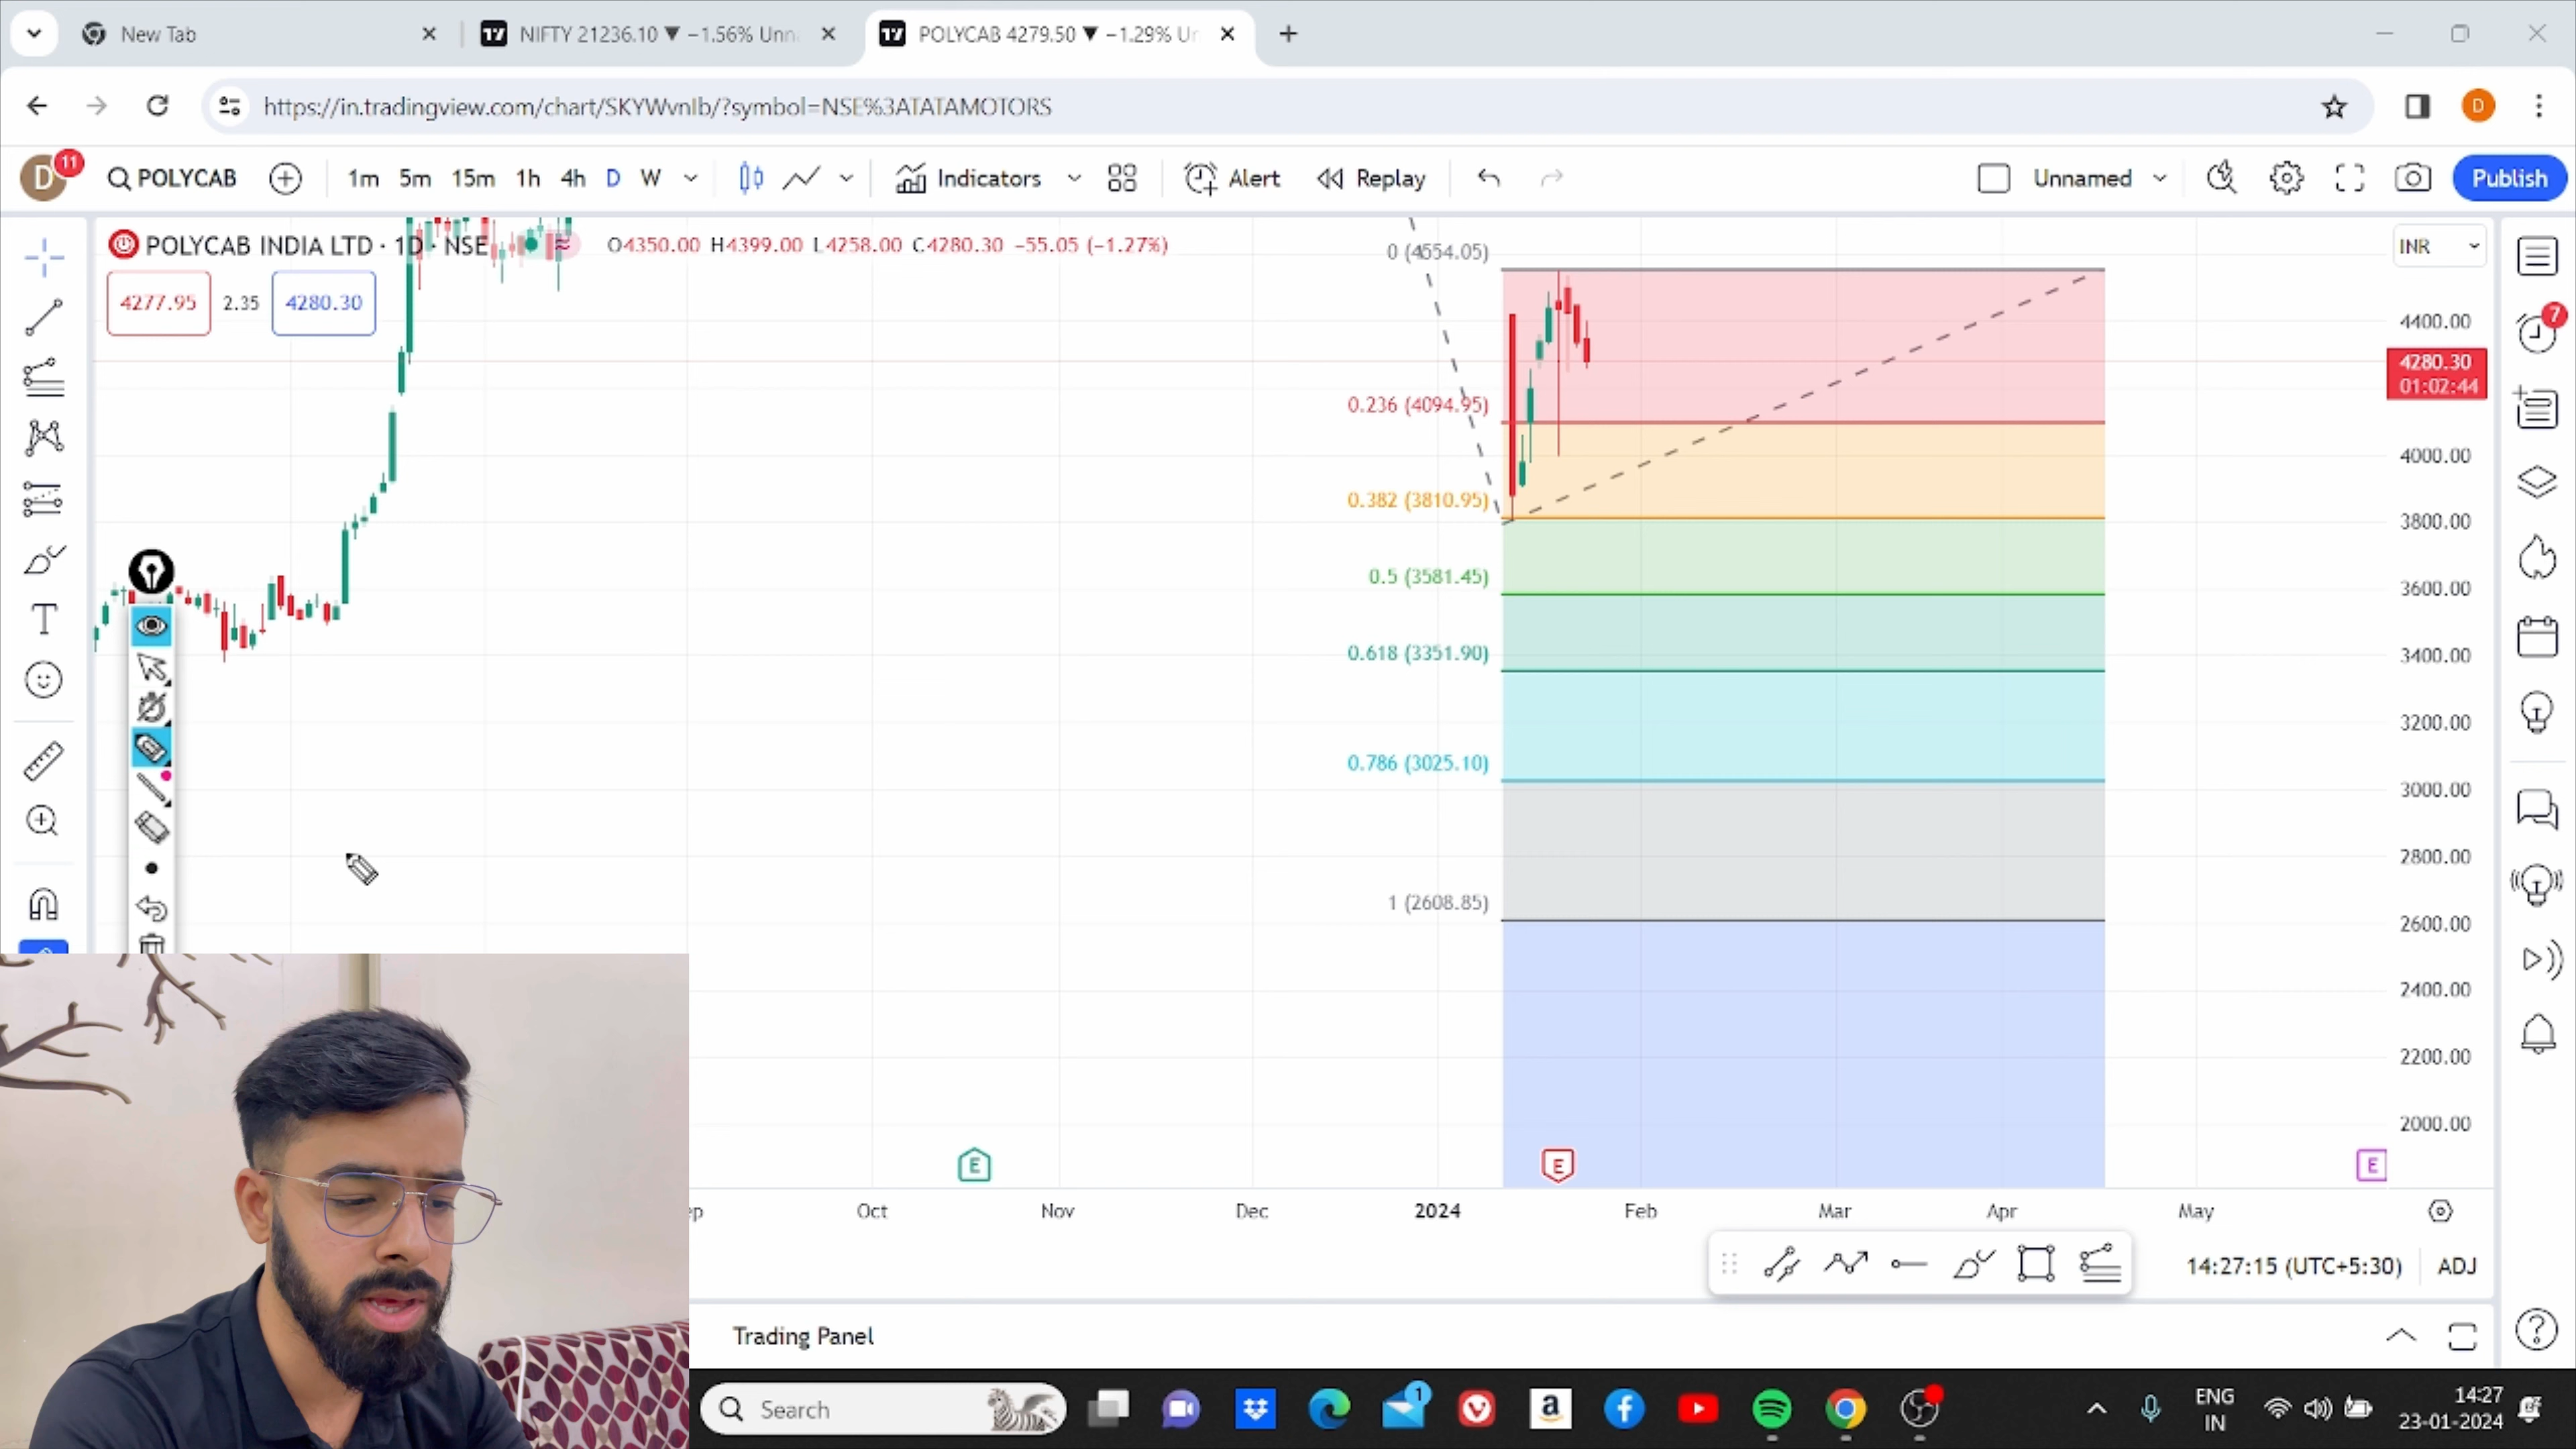 New Tab
NIFTY 21236.10 ▼ −1.56% Unn
POLYCAB 4279.50 ▼ −1.29% Ur
https://in.tradingview.com/chart/SKYWvnIb/?symbol=NSE%3ATATAMOTORS
D
D
11
POLYCAB
1m 5m 15m 1h 4h D W
Indicators
Alert
Replay
Unnamed
Publish
POLYCAB INDIA LTD · 1D · NSE
O4350.00 H4399.00 L4258.00 C4280.30 −55.05 (−1.27%)
INR
4277.95 2.35 4280.30
0 (4554.05)
0.236 (4094.95)
0.382 (3810.95)
0.5 (3581.45)
0.618 (3351.90)
0.786 (3025.10)
1 (2608.85)
4400.00
4280.30
01:02:44
4000.00
3800.00
3600.00
3400.00
3200.00
3000.00
2800.00
2600.00
2400.00
2200.00
2000.00
7
T
E
E
E
ep Oct Nov Dec 2024 Feb Mar Apr May
14:27:15 (UTC+5:30)
ADJ
Trading Panel
Search
1
a
ENG
IN
14:27
23-01-2024